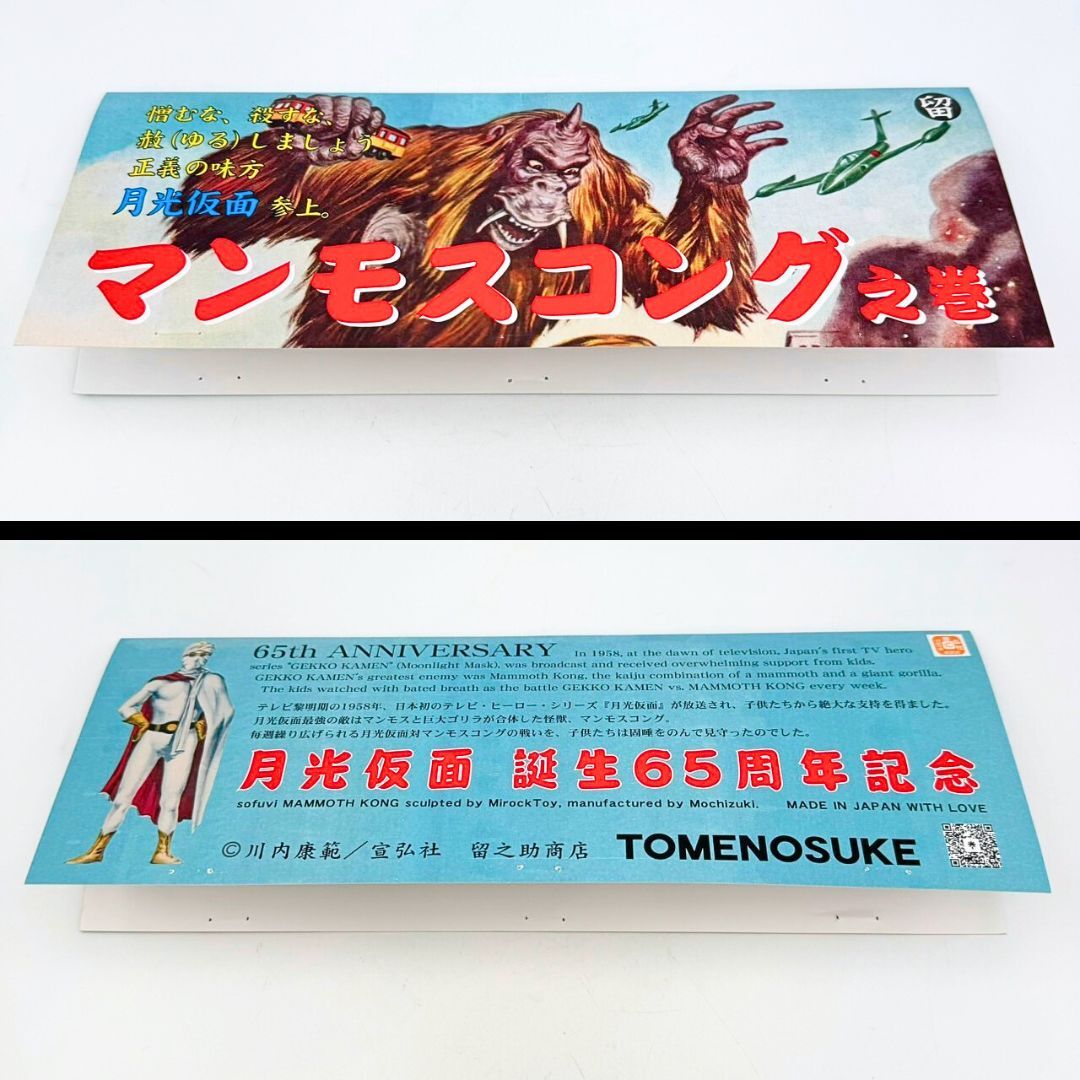 憎むな、殺すな、
赦(ゆる)しましょう
正義の味方
月光仮面 参上。
留
マンモスコング之巻
65th ANNIVERSARY In 1958, at the dawn of television, Japan's first TV hero
series "GEKKO KAMEN" (Moonlight Mask), was broadcast and received overwhelming support from kids.
GEKKO KAMEN's greatest enemy was Mammoth Kong, the kaiju combination of a mammoth and a giant gorilla.
The kids watched with bated breath as the battle GEKKO KAMEN vs. MAMMOTH KONG every week.
テレビ黎明期の1958年、日本初のテレビ・ヒーロー・シリーズ『月光仮面』が放送され、子供たちから絶大な支持を得ました。
月光仮面最強の敵はマンモスと巨大ゴリラが合体した怪獣、マンモスコング。
毎週繰り広げられる月光仮面対マンモスコングの戦いを、子供たちは固唾をのんで見守ったのでした。
月光仮面 誕生65周年記念
sofuvi MAMMOTH KONG sculpted by MirockToy, manufactured by Mochizuki. MADE IN JAPAN WITH LOVE
©川内康範／宣弘社 留之助商店 TOMENOSUKE